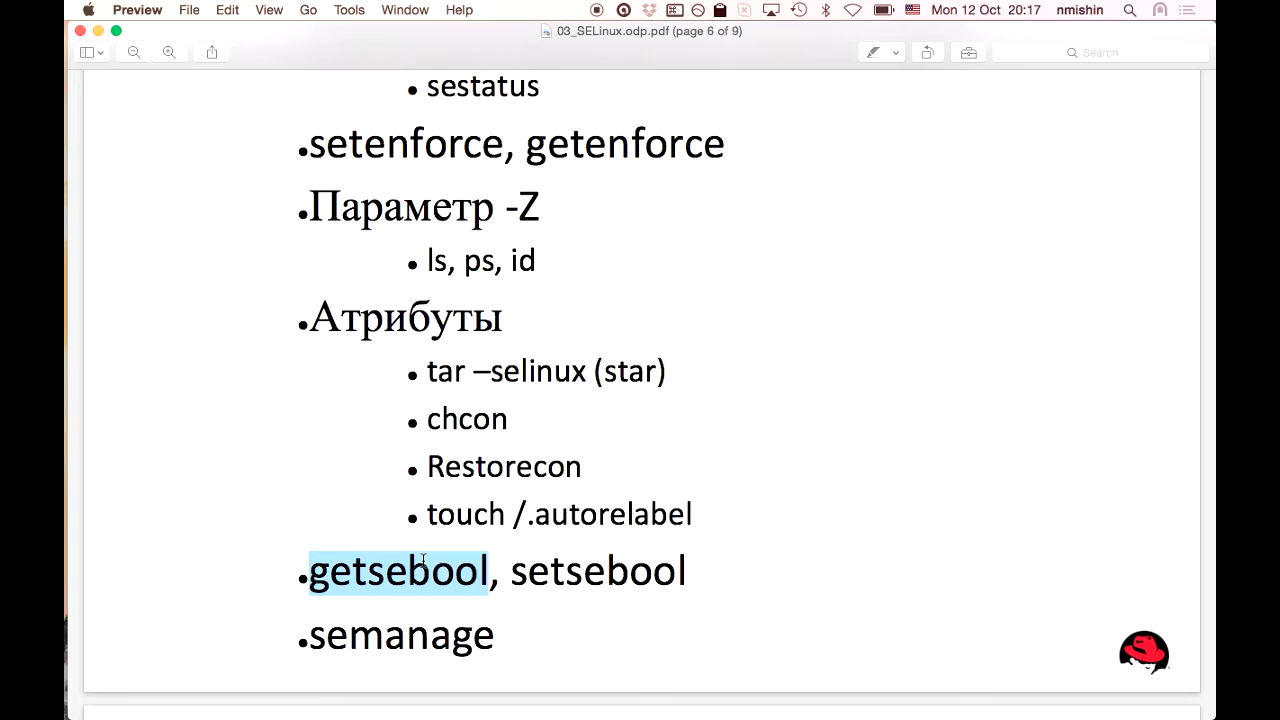 Preview File Edit View Go Tools Window Help Mon 12 Oct 20:17 nmishin
03_SELinux.odp.pdf (page 6 of 9)
Search
• sestatus
•setenforce, getenforce
•Параметр -Z
• ls, ps, id
•Атрибуты
• tar –selinux (star)
• chcon
• Restorecon
• touch /.autorelabel
•getsebool, setsebool
•semanage